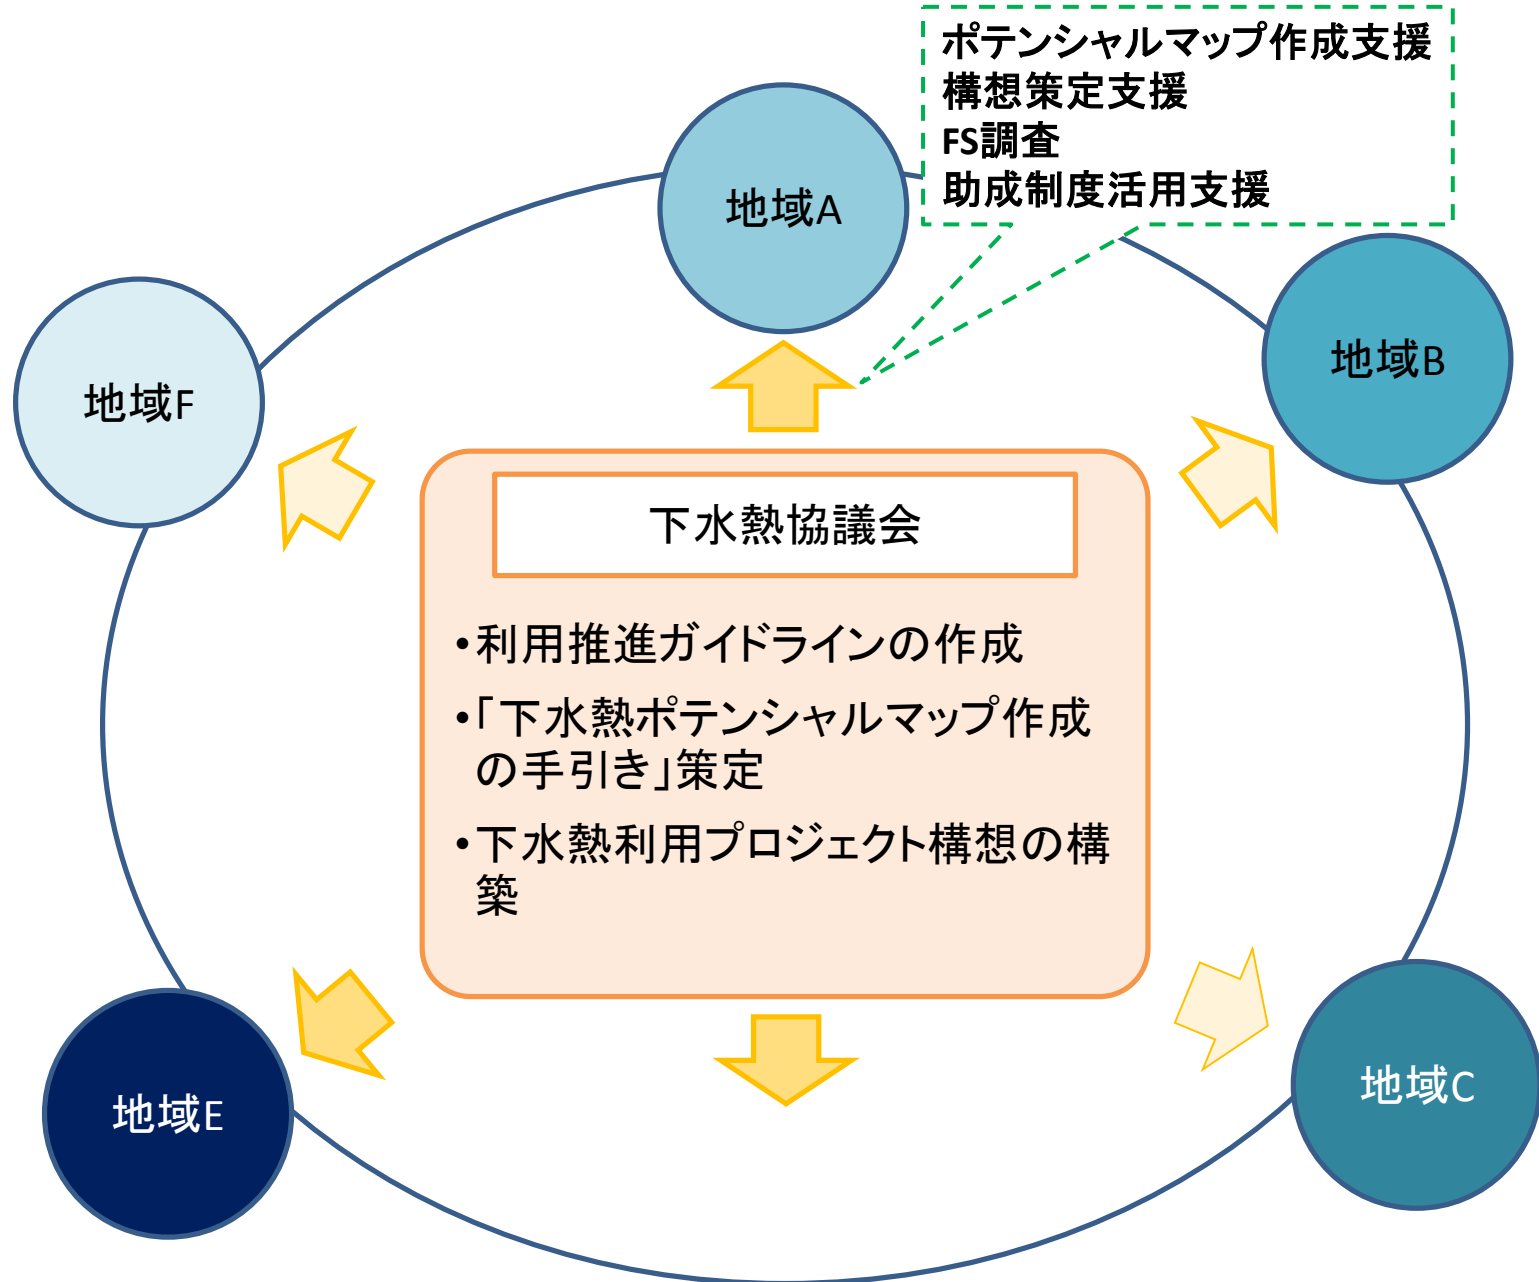 ポテンシャルマップ作成支援
構想策定支援
FS調査
助成制度活用支援
地域A
地域B
地域F
下水熱協議会
•利用推進ガイドラインの作成
•「下水熱ポテンシャルマップ作成
の手引き」策定
•下水熱利用プロジェクト構想の構
築
地域C
地域E